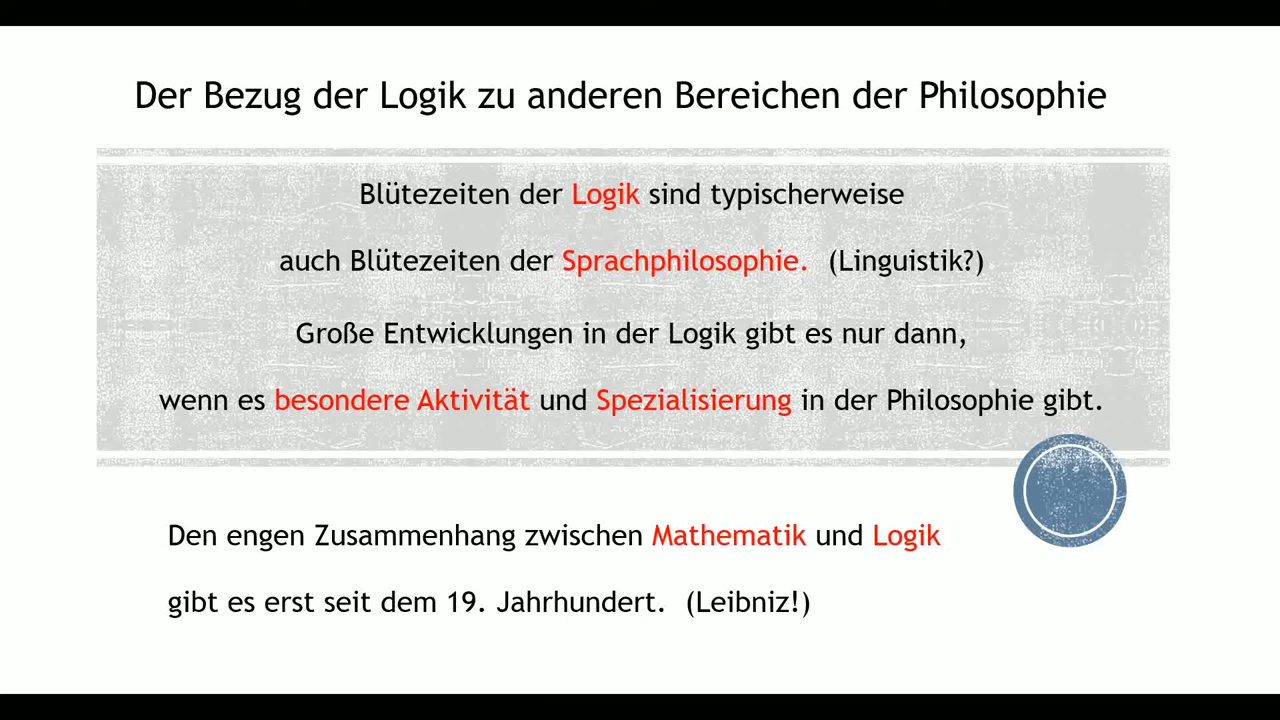 Der Bezug der Logik zu anderen Bereichen der Philosophie
Blütezeiten der Logik sind typischerweise
auch Blütezeiten der Sprachphilosophie. (Linguistik?)
Große Entwicklungen in der Logik gibt es nur dann,
wenn es besondere Aktivität und Spezialisierung in der Philosophie gibt.
Den engen Zusammenhang zwischen Mathematik und Logik
gibt es erst seit dem 19. Jahrhundert. (Leibniz!)